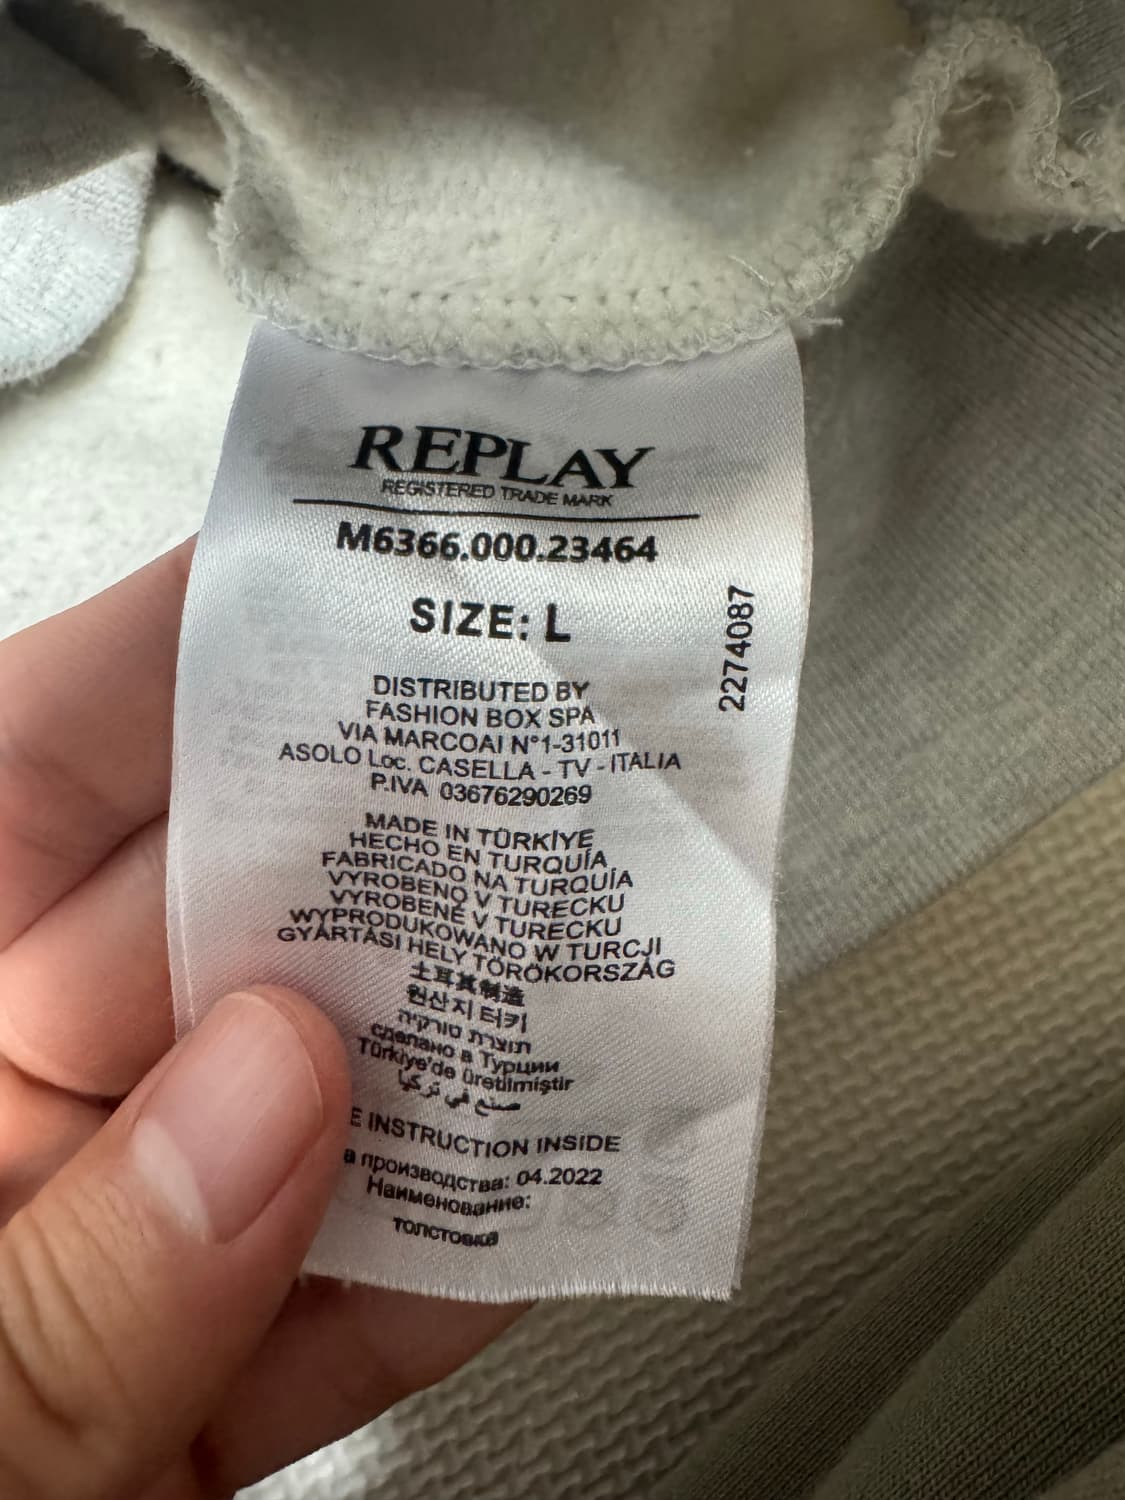 REPLAY
REGISTERED TRADE MARK
M6366.000.23464
SIZE: L
2274087
DISTRIBUTED BY
FASHION BOX SPA
VIA MARCOAI N°1-31011
ASOLO Loc. CASELLA - TV - ITALIA
P.IVA 03676290269
MADE IN TÜRKİYE
HECHO EN TURQUÍA
FABRICADO NA TURQUÍA
VYROBENO V TURECKU
VYROBENÉ V TURECKU
WYPRODUKOWANO W TURCJI
GYÁRTÁSI HELY TÖRÖKORSZÁG
土耳其制造
원산지 터키
תוצרת טורקיה
сделано в Турции
Türkiye'de üretilmiştir
صنع في تركيا
E INSTRUCTION INSIDE
а производства: 04.2022
Наименование:
толстовка